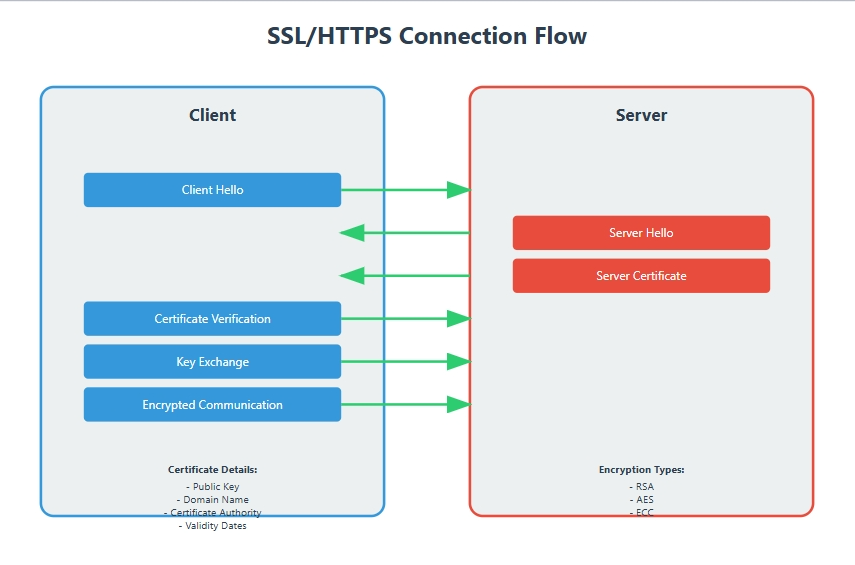 SSL/HTTPS Connection Flow
Client
Server
Client Hello
Server Hello
Server Certificate
Certificate Verification
Key Exchange
Encrypted Communication
Certificate Details:
- Public Key
- Domain Name
- Certificate Authority
- Validity Dates
Encryption Types:
- RSA
- AES
- ECC